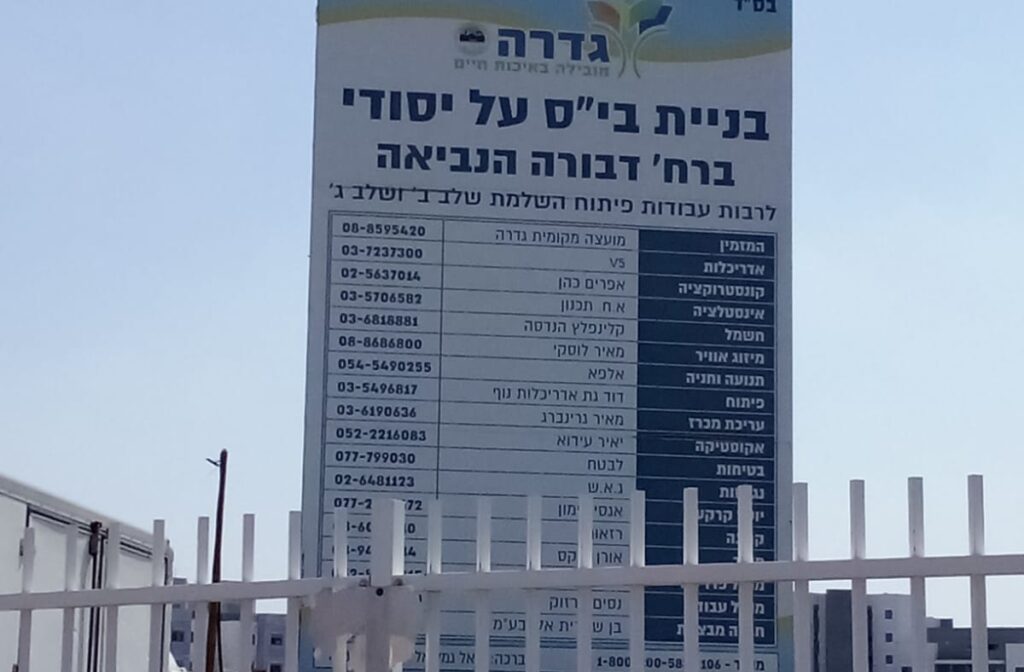 בס"ד
גדרה
מובילה באיכות חיים
בניית בי"ס על יסודי
ברח' דבורה הנביאה
לרבות עבודות פיתוח השלמת שלב ב' ושלב ג'
המזמין מועצה מקומית גדרה 08-8595420
אדריכלות V5 03-7237300
קונסטרוקציה אפרים כהן 02-5637014
אינסטלציה א.ח. תכנון 03-5706582
חשמל קלינפלץ הנדסה 03-6818881
מיזוג אוויר מאיר לוסקי 08-8686800
תנועה וחניה אלפא 054-5490255
פיתוח דוד גת אדריכלות נוף 03-5496817
עריכת מכרז מאיר גרינברג 03-6190636
אקוסטיקה יאיר עידוא 052-2216083
בטיחות לבטח 077-799030
נ.א.ש 02-6481123
קרקע
נסים
106